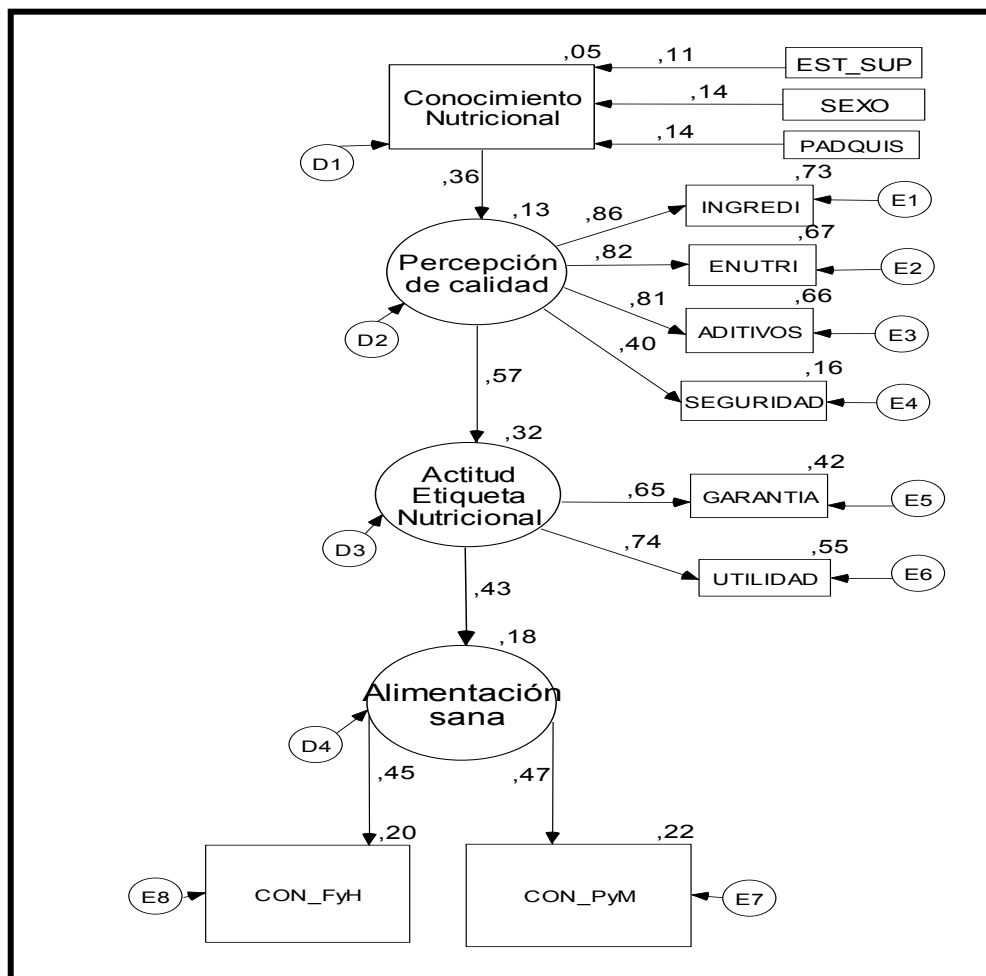 ,05
,11
EST_SUP
Conocimiento
Nutricional
,14
SEXO
,14
PADQUIS
D1
,36
,73
,13
,86
INGREDI
E1
,67
Percepción
de calidad
,82
ENUTRI
E2
,66
,81
ADITIVOS
E3
D2
,40
,16
,57
SEGURIDAD
E4
,32
,42
Actitud
Etiqueta
Nutricional
,65
GARANTIA
E5
D3
,74
,55
UTILIDAD
E6
,43
,18
Alimentación
sana
D4
,45
,47
,20
,22
E8
CON_FyH
CON_PyM
E7